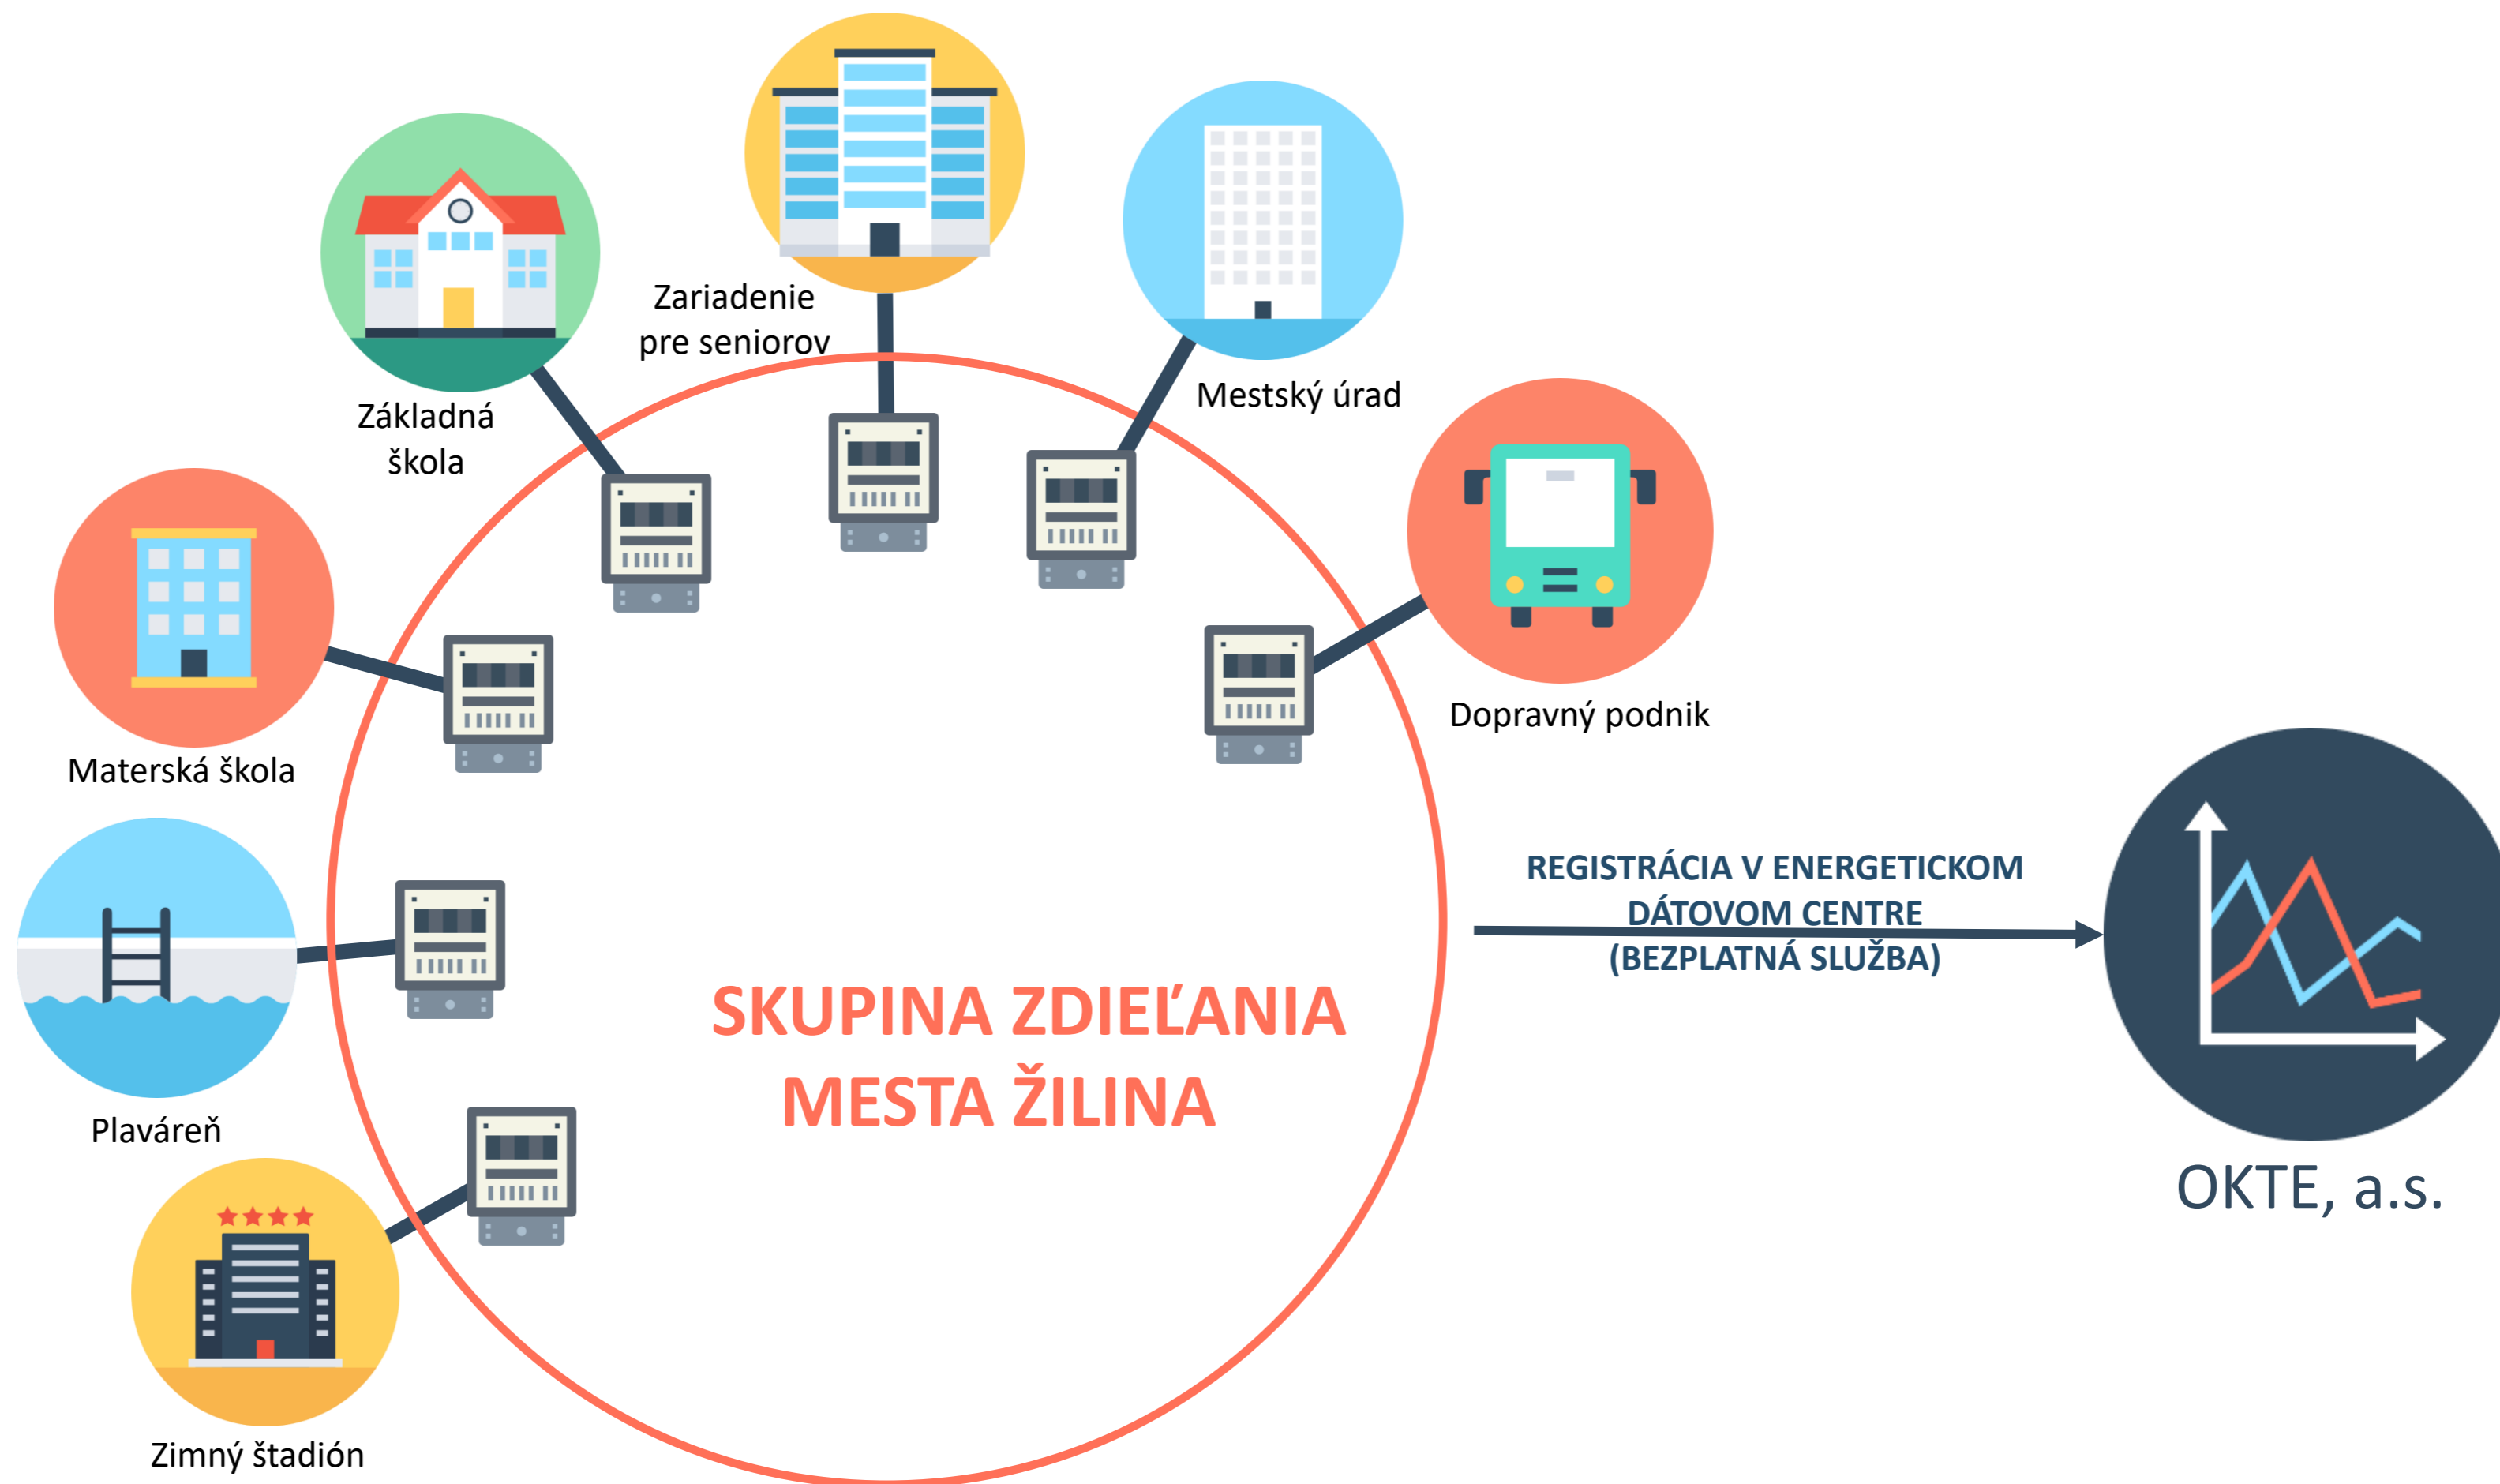 Zariadenie
pre seniorov
Mestský úrad
Základná
škola
Dopravný podnik
Materská škola
REGISTRÁCIA V ENERGETICKOM
DÁTOVOM CENTRE
(BEZPLATNÁ SLUŽBA)
SKUPINA ZDIEĽANIA
MESTA ŽILINA
Plaváreň
OKTE, a.s.
Zimný štadión